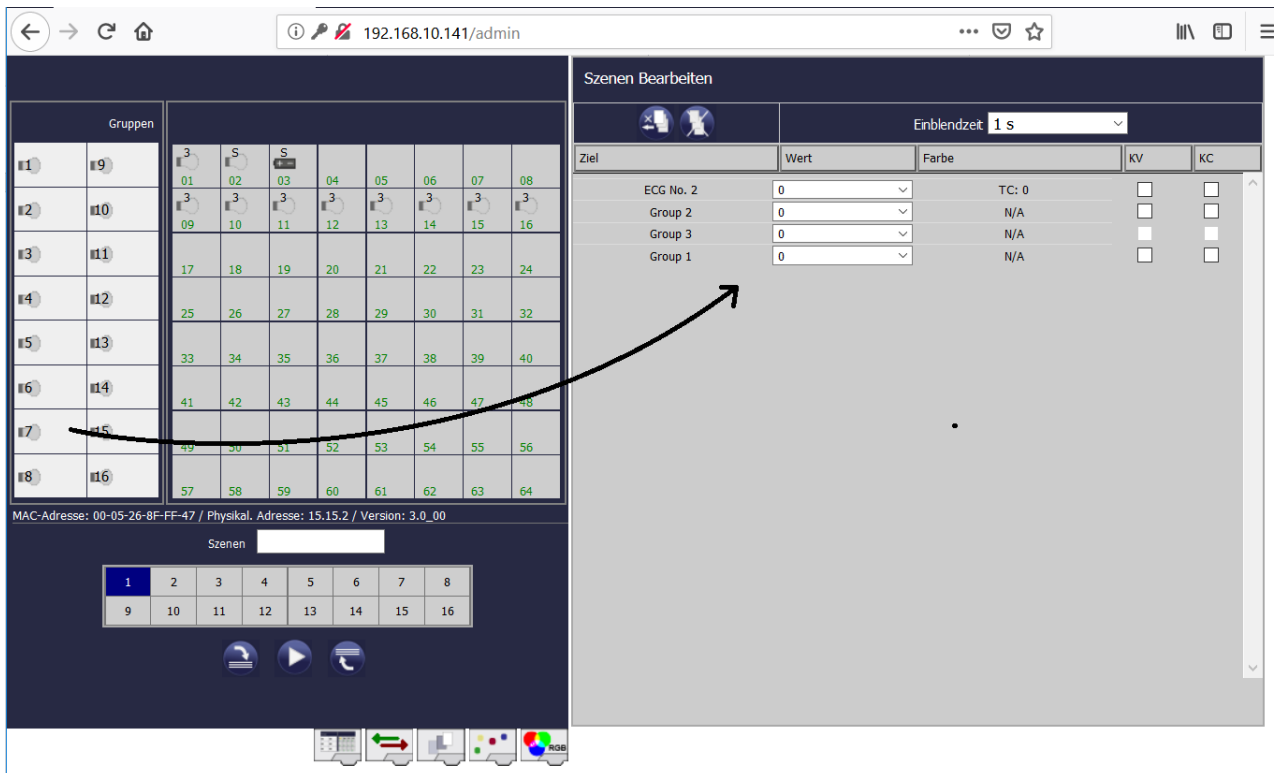 192.168.10.141/admin
Szenen Bearbeiten
Gruppen
Einblendzeit 1 s
Ziel Wert Farbe KV KC
ECG No. 2 0 TC: 0
Group 2 0 N/A
Group 3 0 N/A
Group 1 0 N/A
1 9
2 10
3 11
4 12
5 13
6 14
7 15
8 16
3 S S
01 02 03 04 05 06 07 08
3 3 3 3 3 3 3 3
09 10 11 12 13 14 15 16
17 18 19 20 21 22 23 24
25 26 27 28 29 30 31 32
33 34 35 36 37 38 39 40
41 42 43 44 45 46 47 48
49 50 51 52 53 54 55 56
57 58 59 60 61 62 63 64
MAC-Adresse: 00-05-26-8F-FF-47 / Physikal. Adresse: 15.15.2 / Version: 3.0_00
Szenen
1 2 3 4 5 6 7 8
9 10 11 12 13 14 15 16
RGB